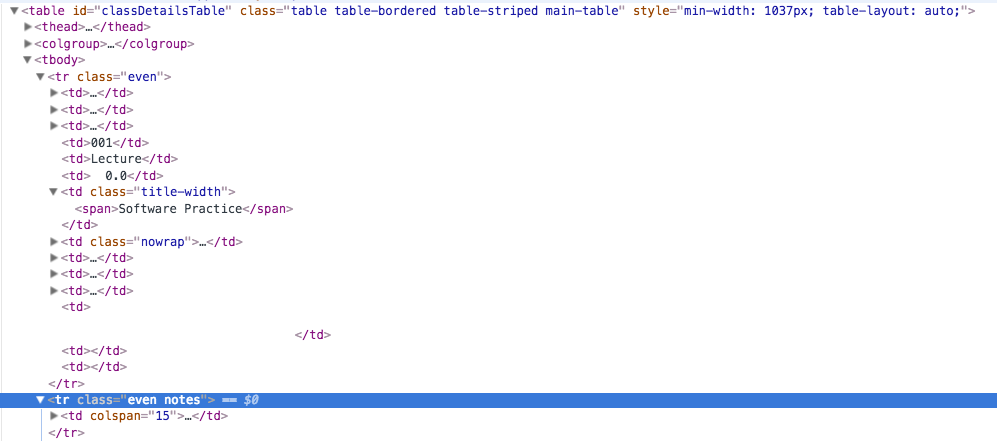 ▼<table id="classDetailsTable" class="table table-bordered table-striped main-table" style="min-width: 1037px; table-layout: auto;">
▶<thead>…</thead>
▶<colgroup>…</colgroup>
▼<tbody>
▼<tr class="even">
▶<td>…</td>
▶<td>…</td>
▶<td>…</td>
<td>001</td>
<td>Lecture</td>
<td>  0.0</td>
▼<td class="title-width">
<span>Software Practice</span>
</td>
▶<td class="nowrap">…</td>
▶<td>…</td>
▶<td>…</td>
▶<td>…</td>
<td>
</td>
<td></td>
<td></td>
</tr>
▼<tr class="even notes"> == $0
▶<td colspan="15">…</td>
</tr>